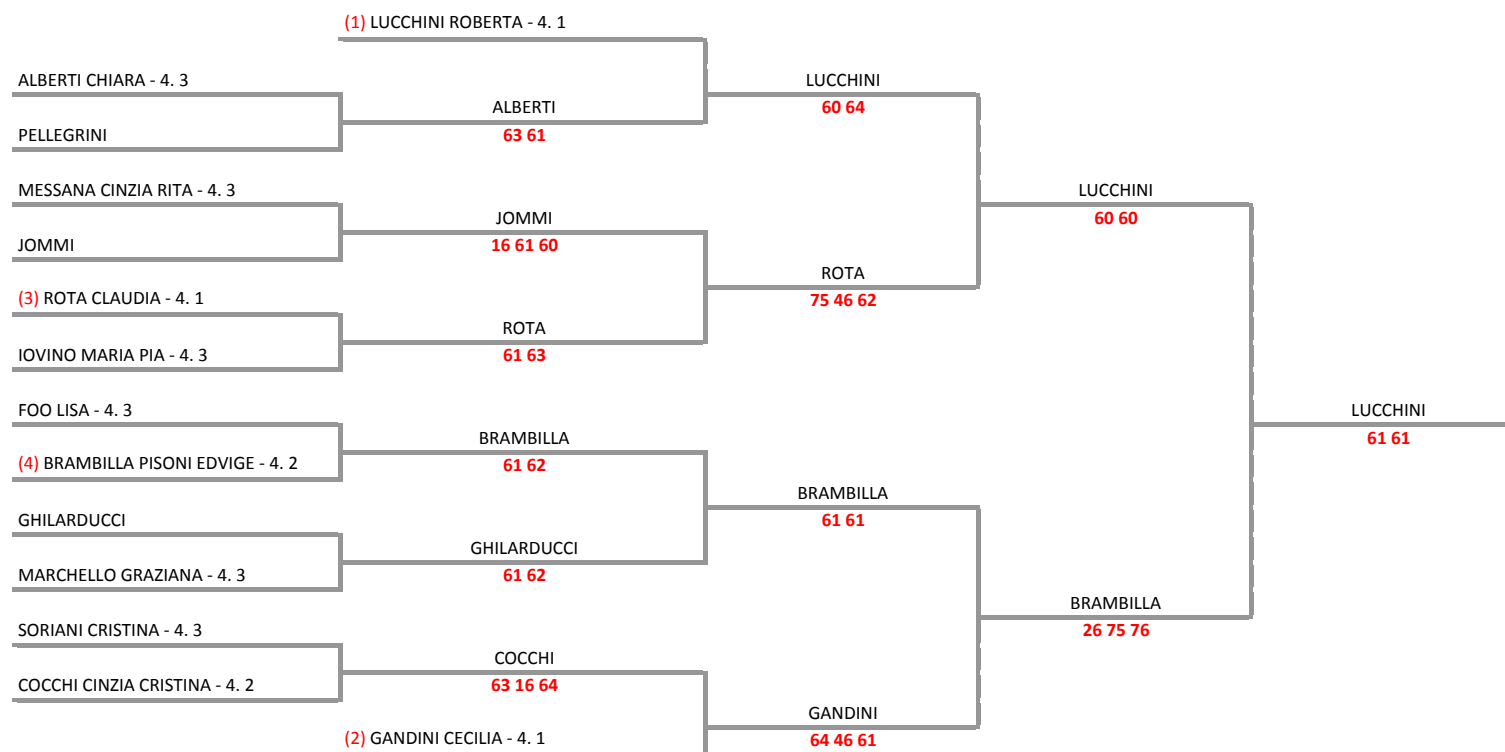 (1) LUCCHINI ROBERTA - 4. 1
ALBERTI CHIARA - 4. 3
LUCCHINI
60 64
ALBERTI
63 61
PELLEGRINI
MESSANA CINZIA RITA - 4. 3
LUCCHINI
60 60
JOMMI
16 61 60
JOMMI
ROTA
75 46 62
(3) ROTA CLAUDIA - 4. 1
ROTA
61 63
IOVINO MARIA PIA - 4. 3
FOO LISA - 4. 3
LUCCHINI
61 61
BRAMBILLA
61 62
(4) BRAMBILLA PISONI EDVIGE - 4. 2
BRAMBILLA
61 61
GHILARDUCCI
GHILARDUCCI
61 62
MARCHELLO GRAZIANA - 4. 3
BRAMBILLA
26 75 76
SORIANI CRISTINA - 4. 3
COCCHI
63 16 64
COCCHI CINZIA CRISTINA - 4. 2
GANDINI
64 46 61
(2) GANDINI CECILIA - 4. 1